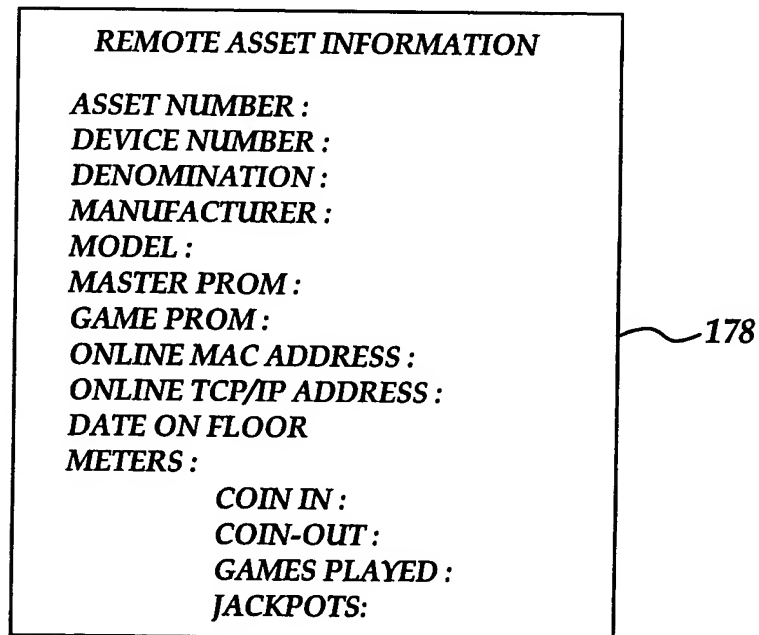 REMOTE ASSET INFORMATION
ASSET NUMBER :
DEVICE NUMBER :
DENOMINATION :
MANUFACTURER :
MODEL :
MASTER PROM :
GAME PROM :
ONLINE MAC ADDRESS :
ONLINE TCP/IP ADDRESS :
DATE ON FLOOR
METERS :
COIN IN :
COIN-OUT :
GAMES PLAYED :
JACKPOTS:
178